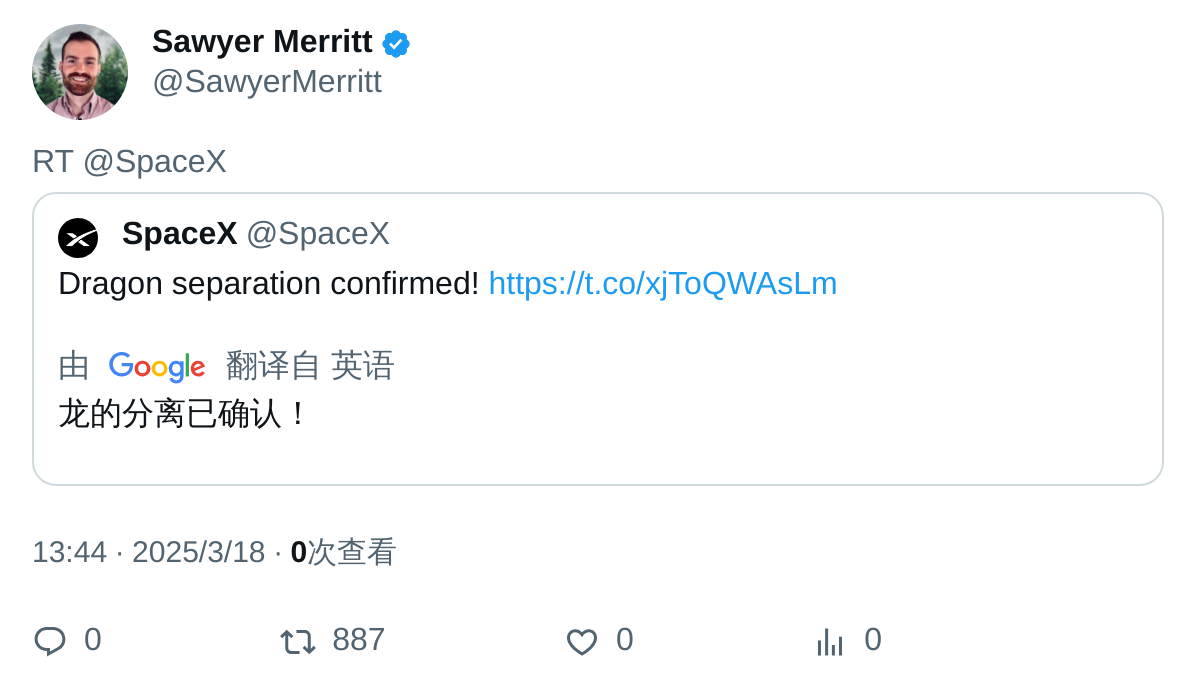 Sawyer Merritt
@SawyerMerritt
RT @SpaceX
SpaceX @SpaceX
Dragon separation confirmed! https://t.co/xjToQWAsLm
由 Google 翻译自 英语
龙的分离已确认！
13:44 · 2025/3/18 · 0次查看
0 887 0 0